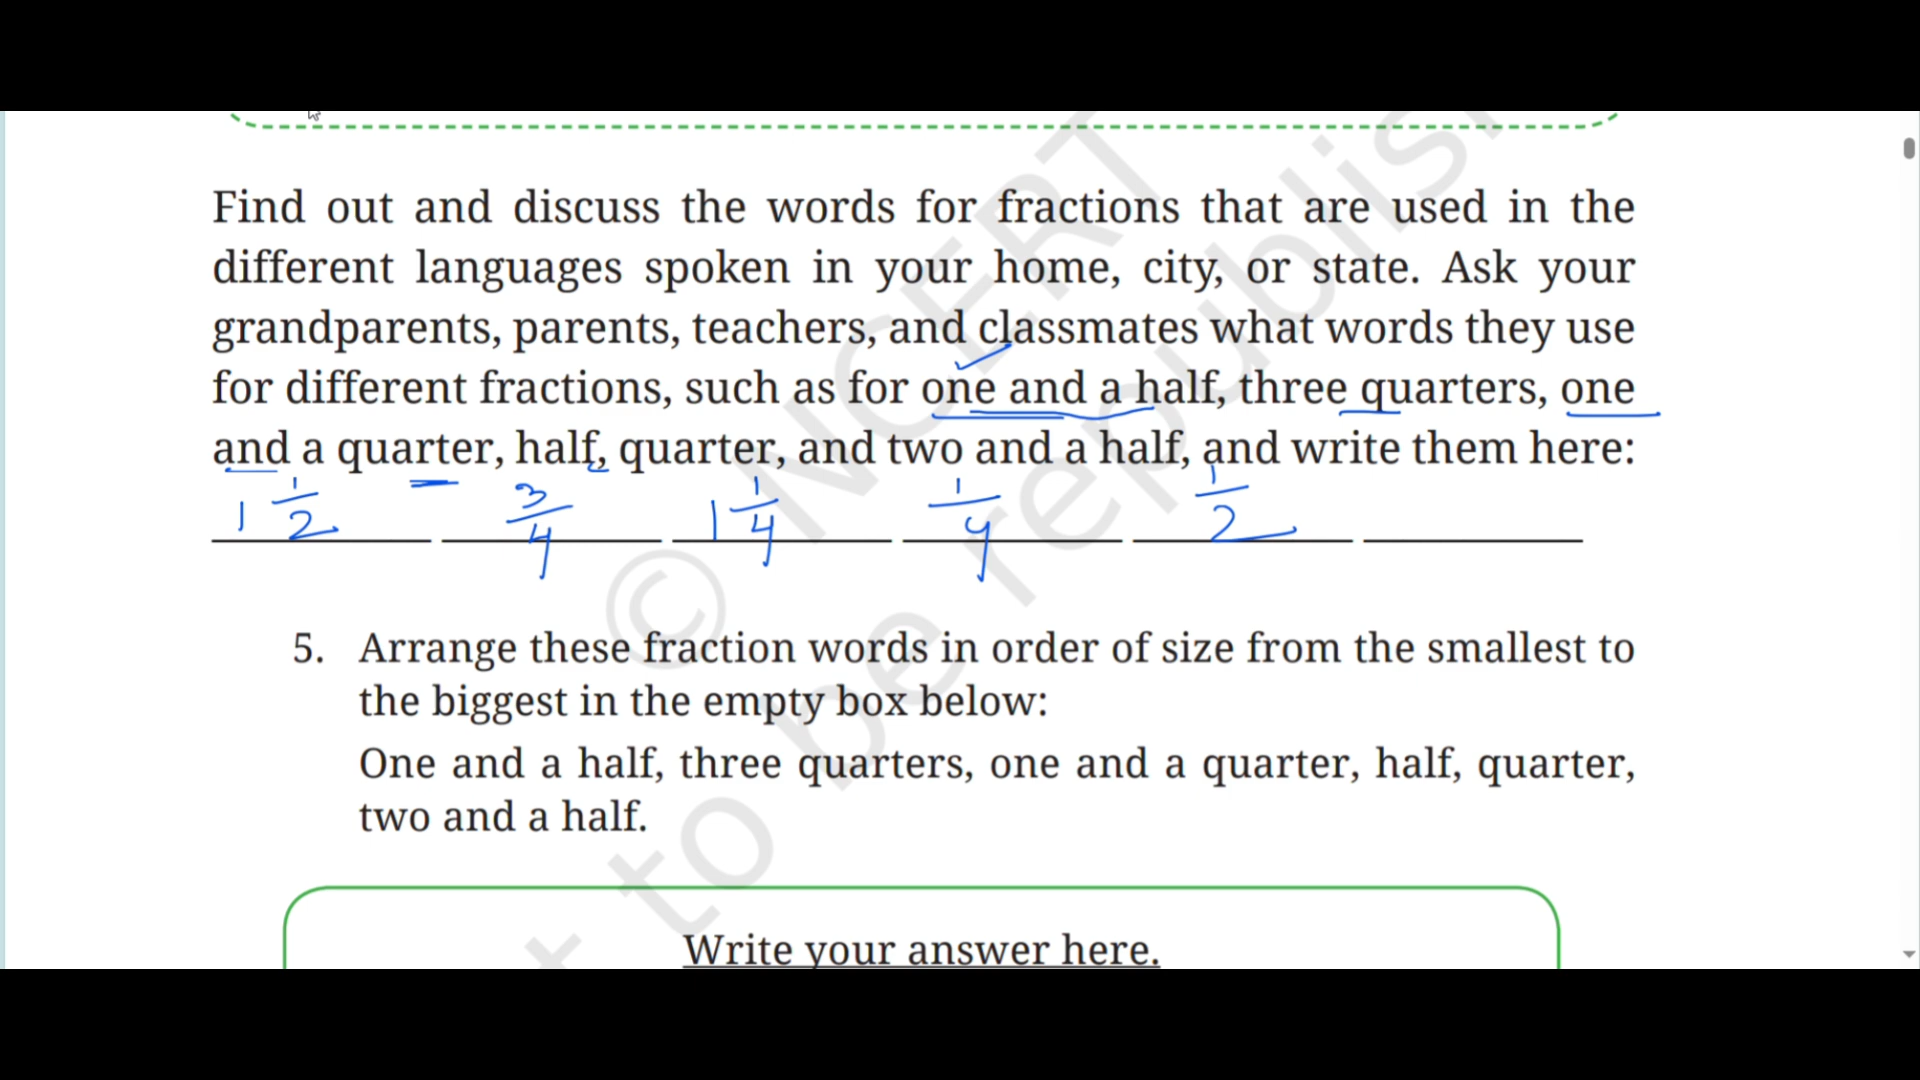 Find out and discuss the words for fractions that are used in the
different languages spoken in your home, city, or state. Ask your
grandparents, parents, teachers, and classmates what words they use
for different fractions, such as for one and a half, three quarters, one
and a quarter, half, quarter, and two and a half, and write them here:
1 1/2 3/4 1 1/4 1/4 1/2
5. Arrange these fraction words in order of size from the smallest to
the biggest in the empty box below:
One and a half, three quarters, one and a quarter, half, quarter,
two and a half.
Write your answer here.
© NCERT
to be republis